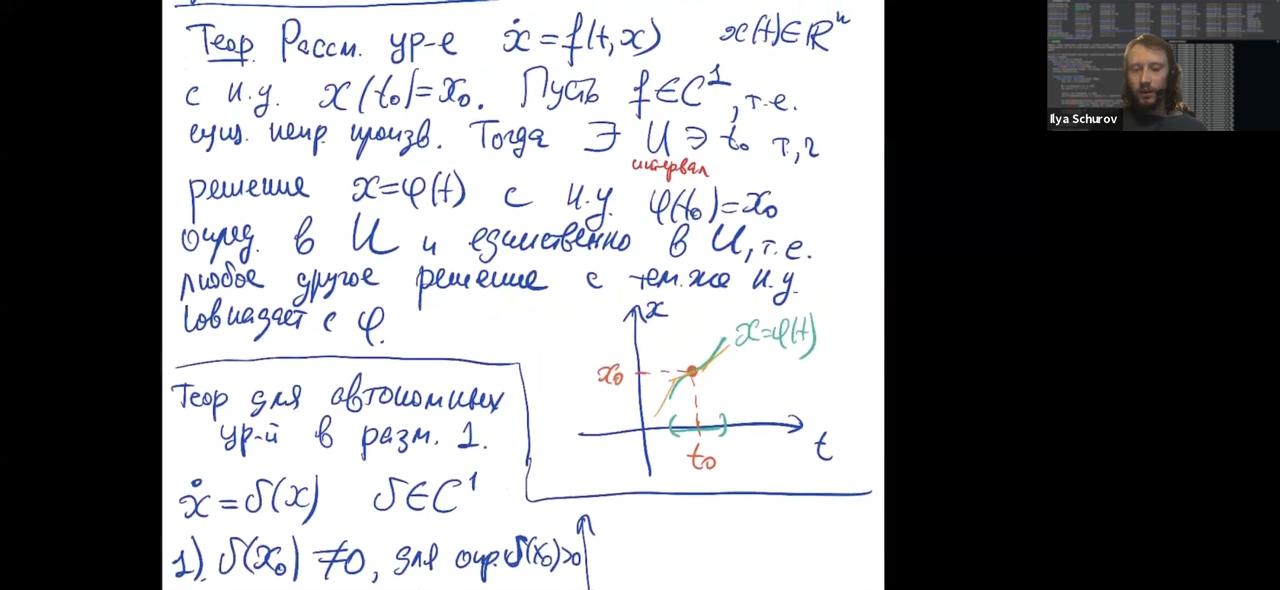 Теор. Рассм. ур-е ẋ = f(t,x) x(t)∈ℝⁿ
с н.у. x(t₀)=x₀. Пусть f∈C¹, т.е.
сущ. непр. произв. Тогда ∃ U ∋ t₀ т,ч
интервал
решение x=φ(t) с н.у. φ(t₀)=x₀
опред. в U и единственно в U, т.е.
любое другое решение с тем же н.у.
совпадает с φ.
x
x=φ(t)
x₀
t₀
t
Теор для автономных
ур-й в разм. 1.
ẋ = f(x) f∈C¹
1). f(x₀) ≠0, для опр. f(x₀)>0
Ilya Schurov